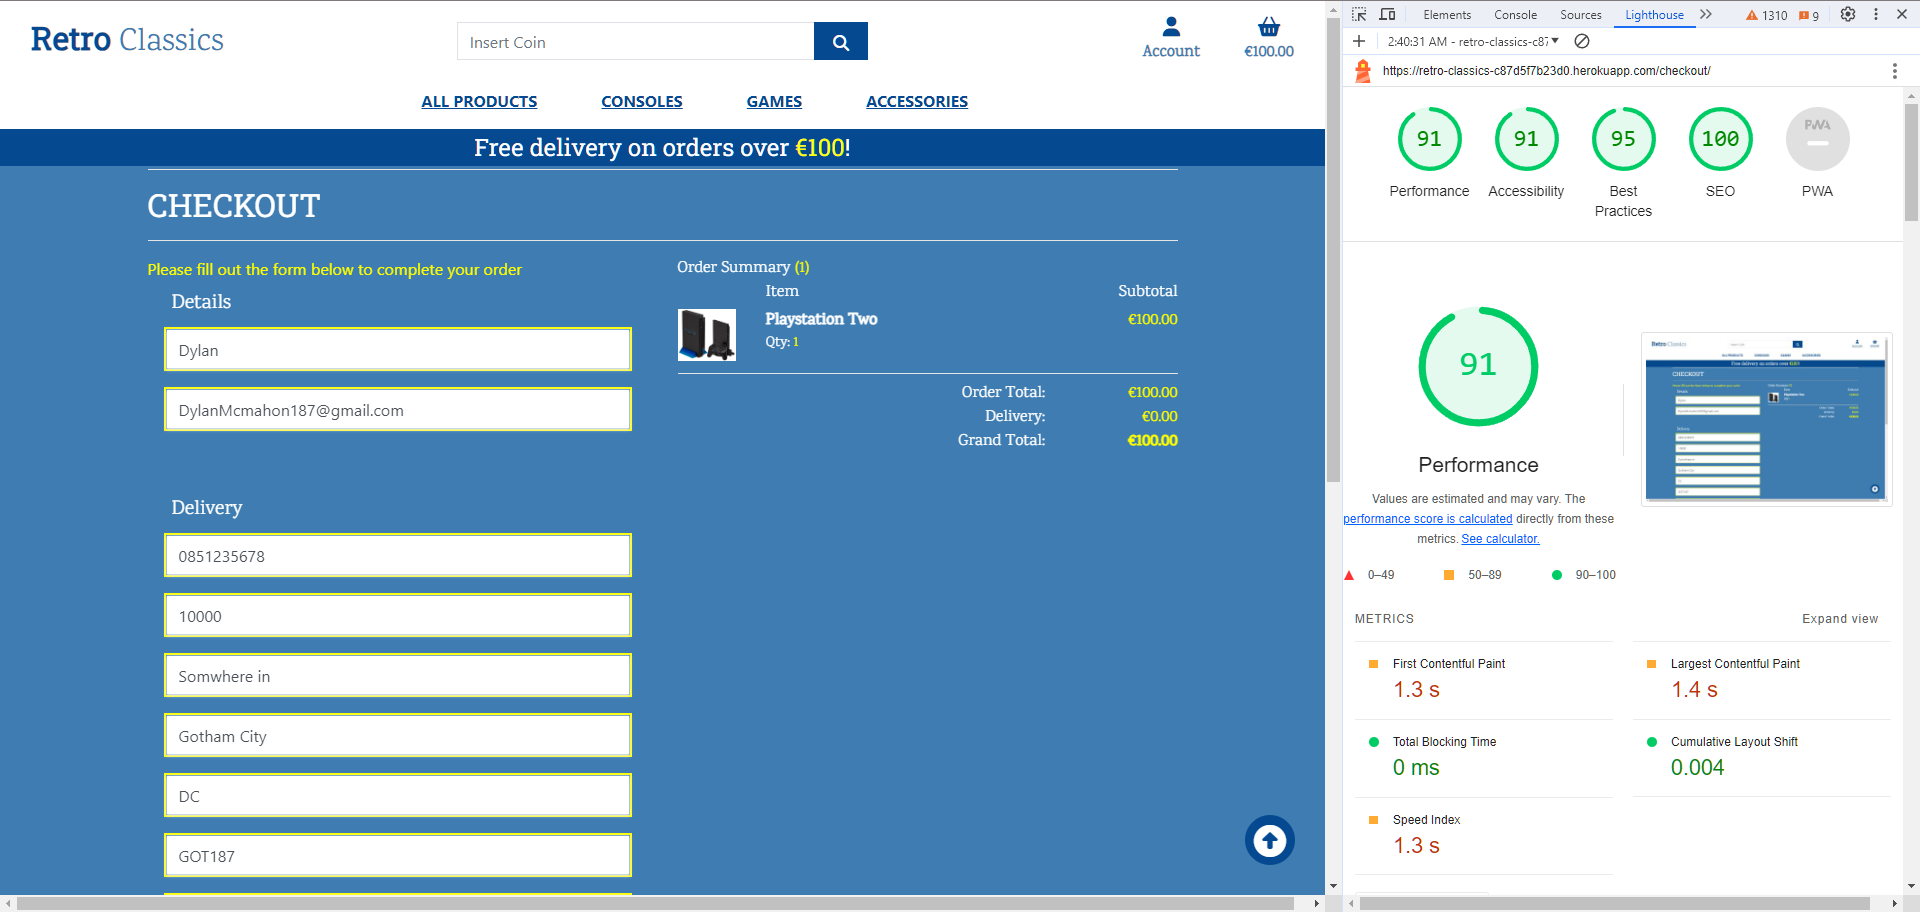 Retro Classics
Insert Coin
Account
€100.00
ALL PRODUCTS CONSOLES GAMES ACCESSORIES
Free delivery on orders over €100!
CHECKOUT
Please fill out the form below to complete your order
Details
Dylan
DylanMcmahon187@gmail.com
Order Summary (1)
Item Subtotal
Playstation Two €100.00
Qty: 1
Order Total: €100.00
Delivery: €0.00
Grand Total: €100.00
Delivery
0851235678
10000
Somwhere in
Gotham City
DC
GOT187
Elements Console Sources Lighthouse 1310 9
2:40:31 AM - retro-classics-c87
https://retro-classics-c87d5f7b23d0.herokuapp.com/checkout/
91 91 95 100 PWA
Performance Accessibility Best Practices SEO PWA
91
Performance
Values are estimated and may vary. The
performance score is calculated directly from these
metrics. See calculator.
0–49 50–89 90–100
METRICS Expand view
First Contentful Paint
1.3 s
Largest Contentful Paint
1.4 s
Total Blocking Time
0 ms
Cumulative Layout Shift
0.004
Speed Index
1.3 s